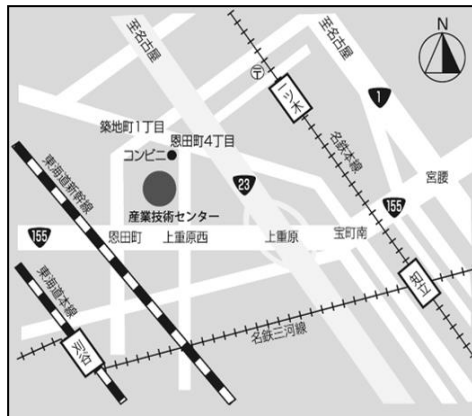 至名古屋
至名古屋
N
〒
一ツ木
1
築地町1丁目
恩田町4丁目
コンビニ
名鉄本線
東海道新幹線
23
宮腰
155
産業技術センター
155
恩田町
上重原西
上重原
宝町南
知立
東海道本線
名鉄三河線
刈谷